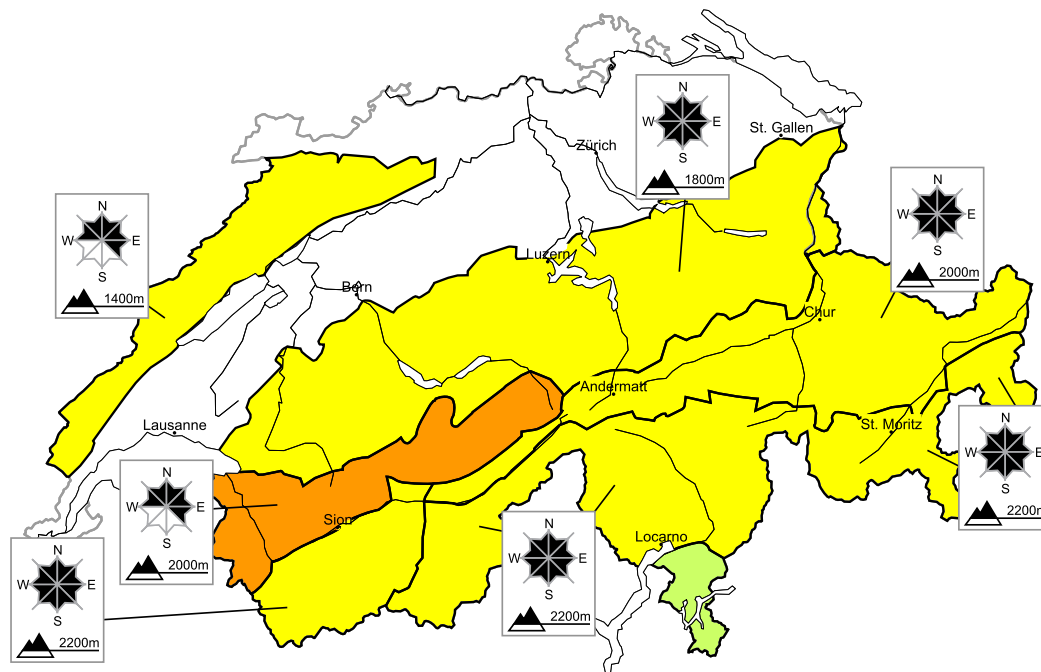 N
W E
S
1800m
St. Gallen
Zürich
N
W E
S
2000m
N
W E
S
1400m
Luzern
Bern
Chur
Andermatt
St. Moritz
Lausanne
N
W E
S
2200m
N
W E
S
2000m
Sion
Locarno
N
W E
S
2200m
N
W E
S
2200m